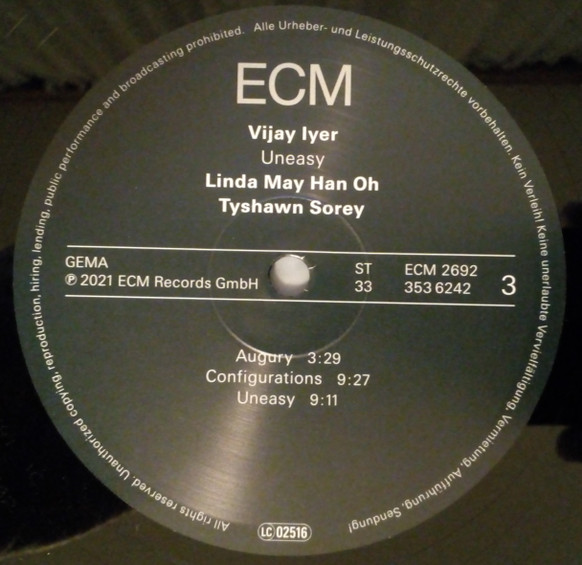 ECM
Vijay Iyer
Uneasy
Linda May Han Oh
Tyshawn Sorey
GEMA
℗ 2021 ECM Records GmbH
ST
33
ECM 2692
353 6242
3
Augury 3:29
Configurations 9:27
Uneasy 9:11
LC 02516
All rights reserved. Unauthorized copying, reproduction, hiring, lending, public performance and broadcasting prohibited. Alle Urheber- und Leistungsschutzrechte vorbehalten. Kein Verleih! Keine unerlaubte Vervielfältigung, Vermietung, Aufführung, Sendung!